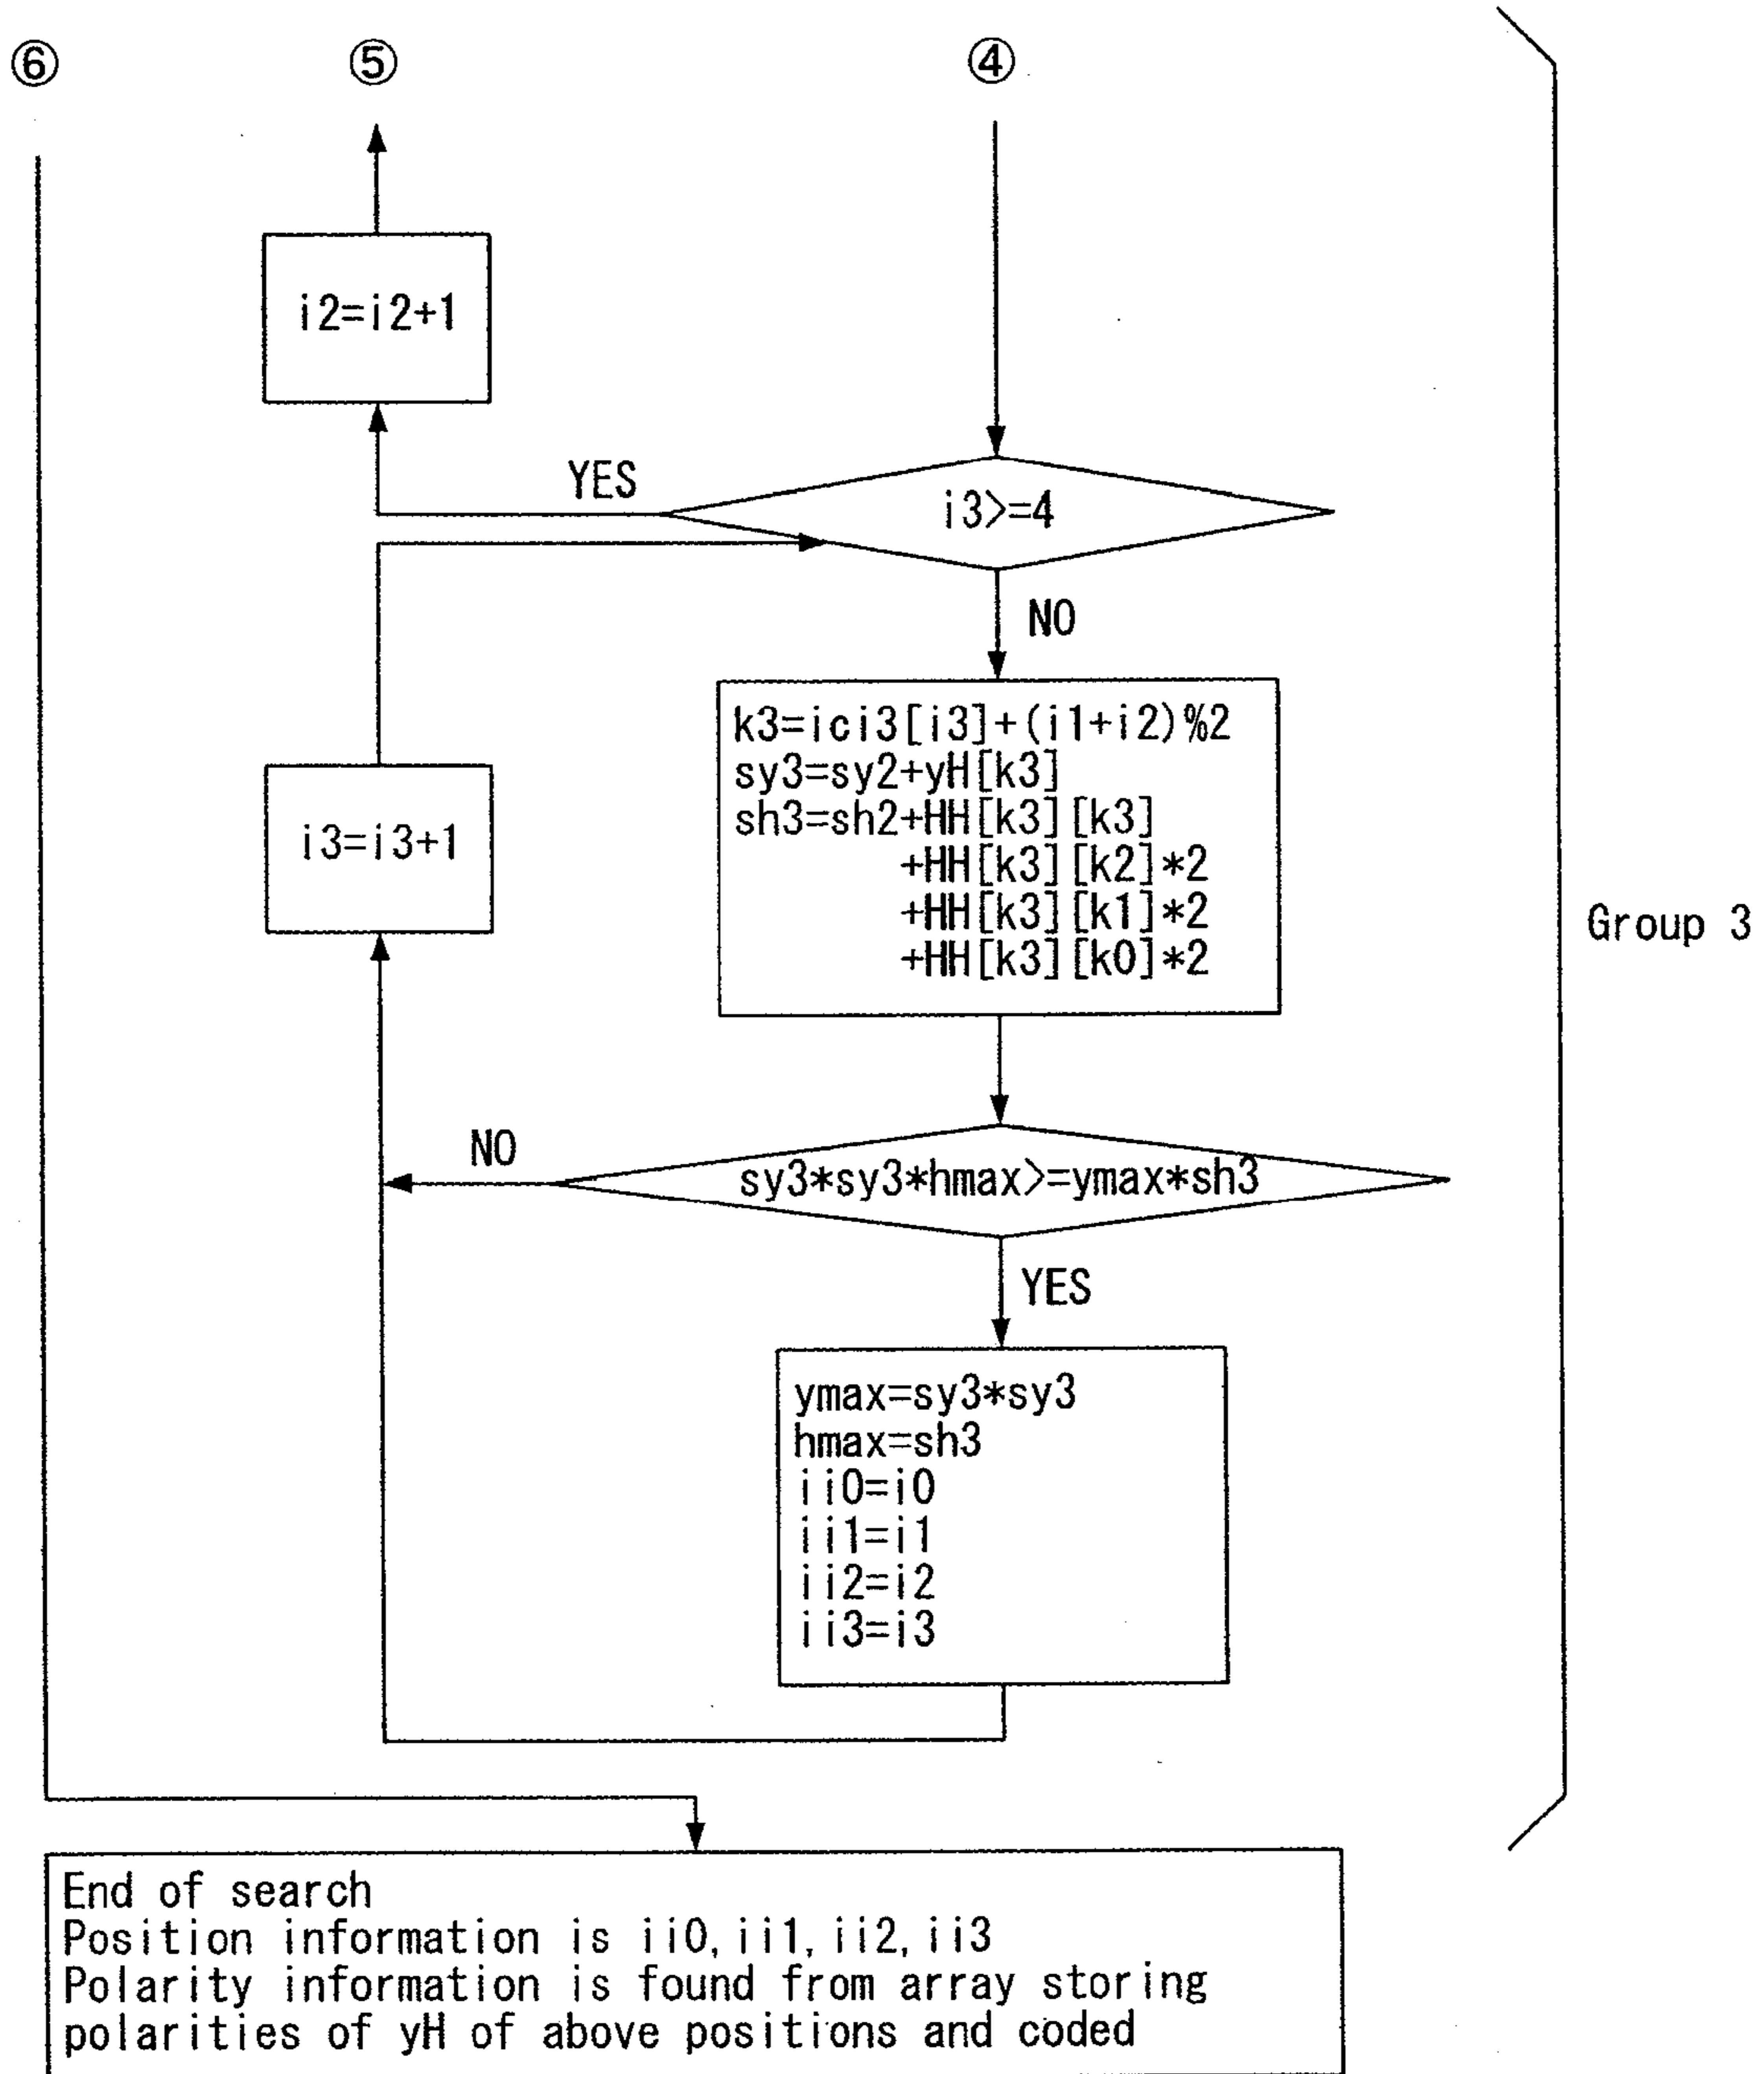 ⑥
⑤
④
i2=i2+1
YES
i3>=4
NO
k3=ici3[i3]+(i1+i2)%2
sy3=sy2+yH[k3]
sh3=sh2+HH[k3][k3]
+HH[k3][k2]*2
+HH[k3][k1]*2
+HH[k3][k0]*2
i3=i3+1
Group 3
NO
sy3*sy3*hmax>=ymax*sh3
YES
ymax=sy3*sy3
hmax=sh3
ii0=i0
ii1=i1
ii2=i2
ii3=i3
End of search
Position information is ii0, ii1, ii2, ii3
Polarity information is found from array storing
polarities of yH of above positions and coded